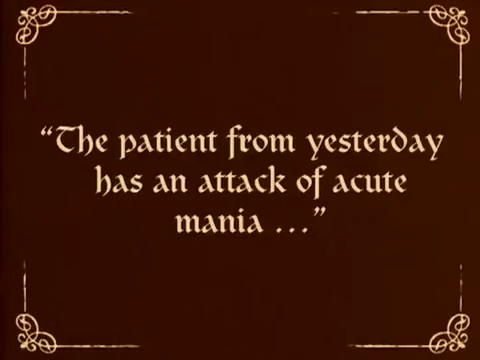 “The patient from yesterday
has an attack of acute
mania ...”